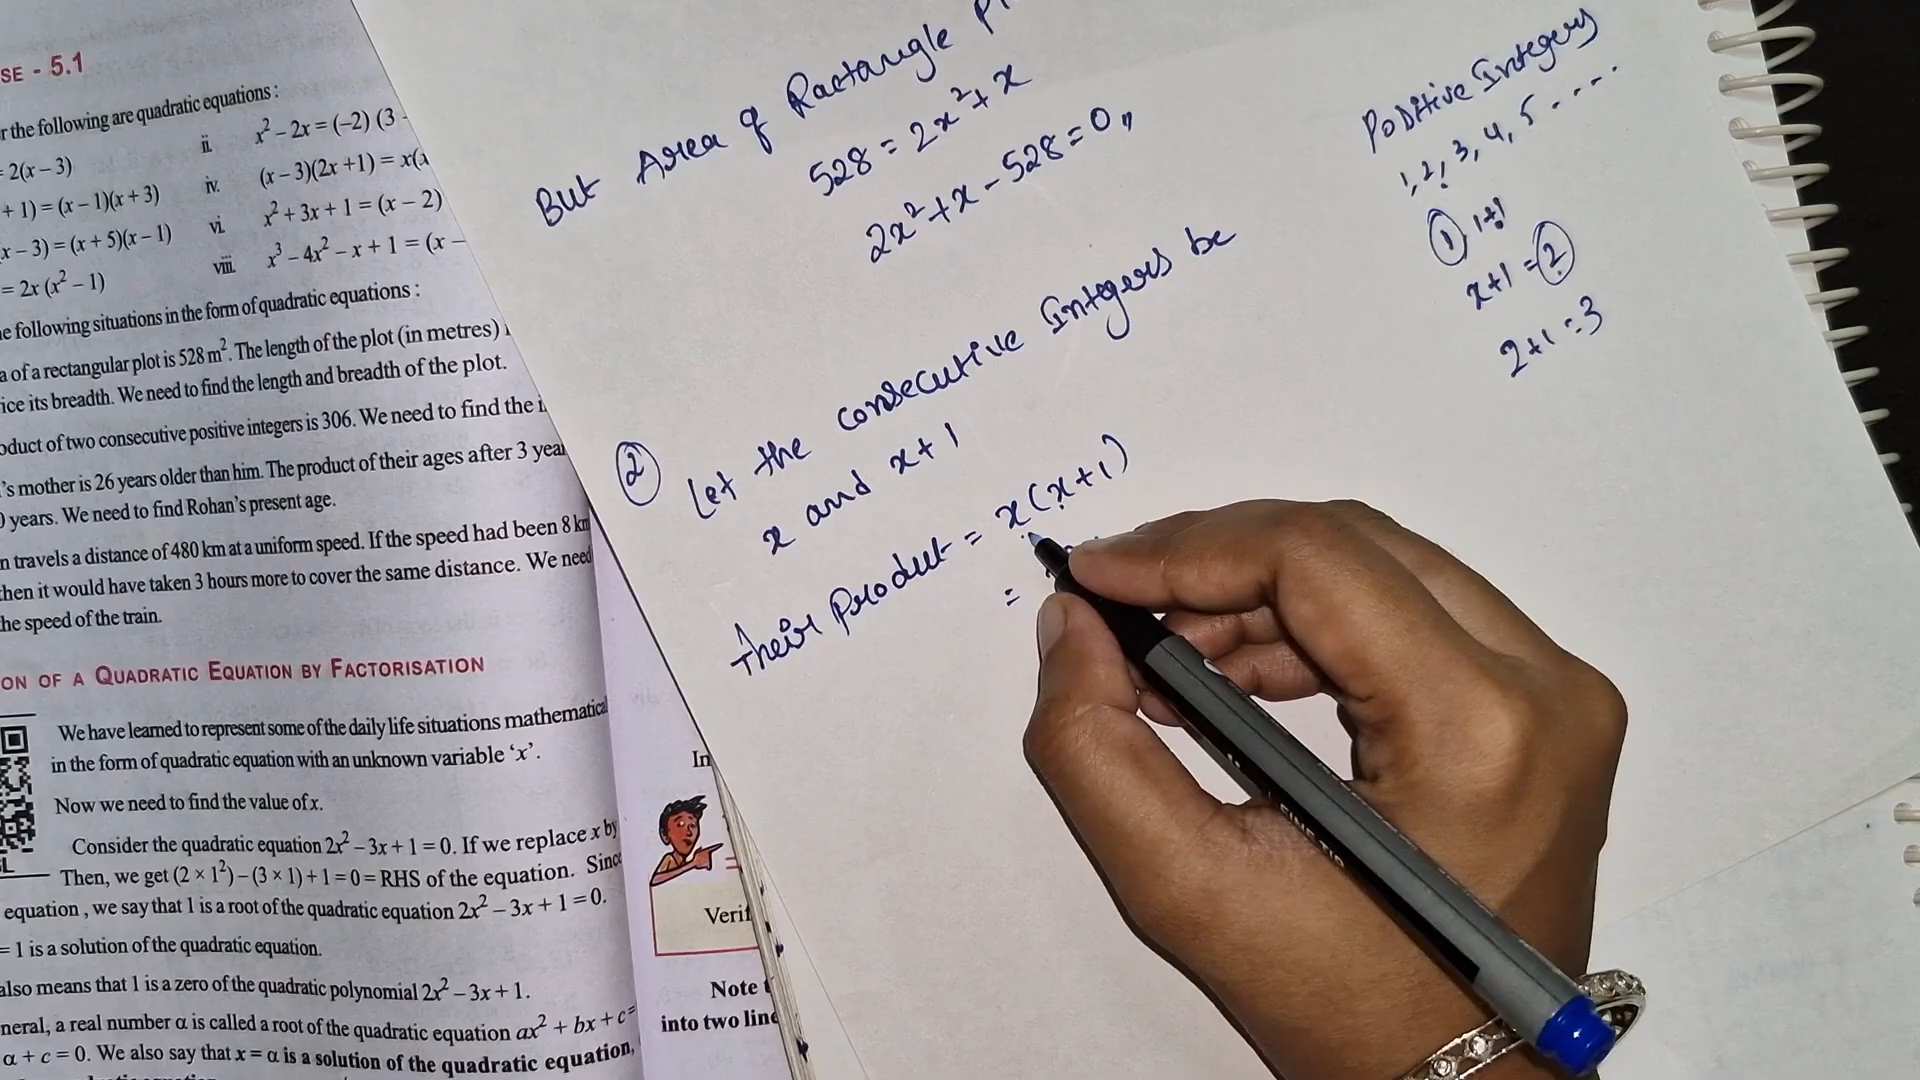 SE - 5.1
r the following are quadratic equations :
= 2(x – 3)
ii. x² – 2x = (–2) (3 -
+ 1) = (x – 1)(x + 3)
iv. (x – 3)(2x + 1) = x(x
x – 3) = (x + 5)(x – 1)
vi. x² + 3x + 1 = (x – 2)
= 2x (x² – 1)
viii. x³ – 4x² – x + 1 = (x –
e following situations in the form of quadratic equations :
a of a rectangular plot is 528 m². The length of the plot (in metres)
ice its breadth. We need to find the length and breadth of the plot.
oduct of two consecutive positive integers is 306. We need to find the i
's mother is 26 years older than him. The product of their ages after 3 year
0 years. We need to find Rohan's present age.
n travels a distance of 480 km at a uniform speed. If the speed had been 8 km
then it would have taken 3 hours more to cover the same distance. We need
he speed of the train.
ON OF A QUADRATIC EQUATION BY FACTORISATION
We have learned to represent some of the daily life situations mathematical
in the form of quadratic equation with an unknown variable ‘x’.
Now we need to find the value of x.
Consider the quadratic equation 2x² – 3x + 1 = 0. If we replace x by
Then, we get (2 × 1²) – (3 × 1) + 1 = 0 = RHS of the equation. Since
equation , we say that 1 is a root of the quadratic equation 2x² – 3x + 1 = 0.
= 1 is a solution of the quadratic equation.
also means that 1 is a zero of the quadratic polynomial 2x² – 3x + 1.
neral, a real number α is called a root of the quadratic equation ax² + bx + c =
α + c = 0. We also say that x = α is a solution of the quadratic equation,
In
Verif
Note t
into two line
But Area of Ractangle
528 = 2x² + x
2x² + x - 528 = 0,,
② Let the consecutive Integers be
x and x + 1
their product = x (x + 1)
=
Positive Integers
1, 2, 3, 4, 5 ....
① 1+1
x+1 = ②
2+1 = 3